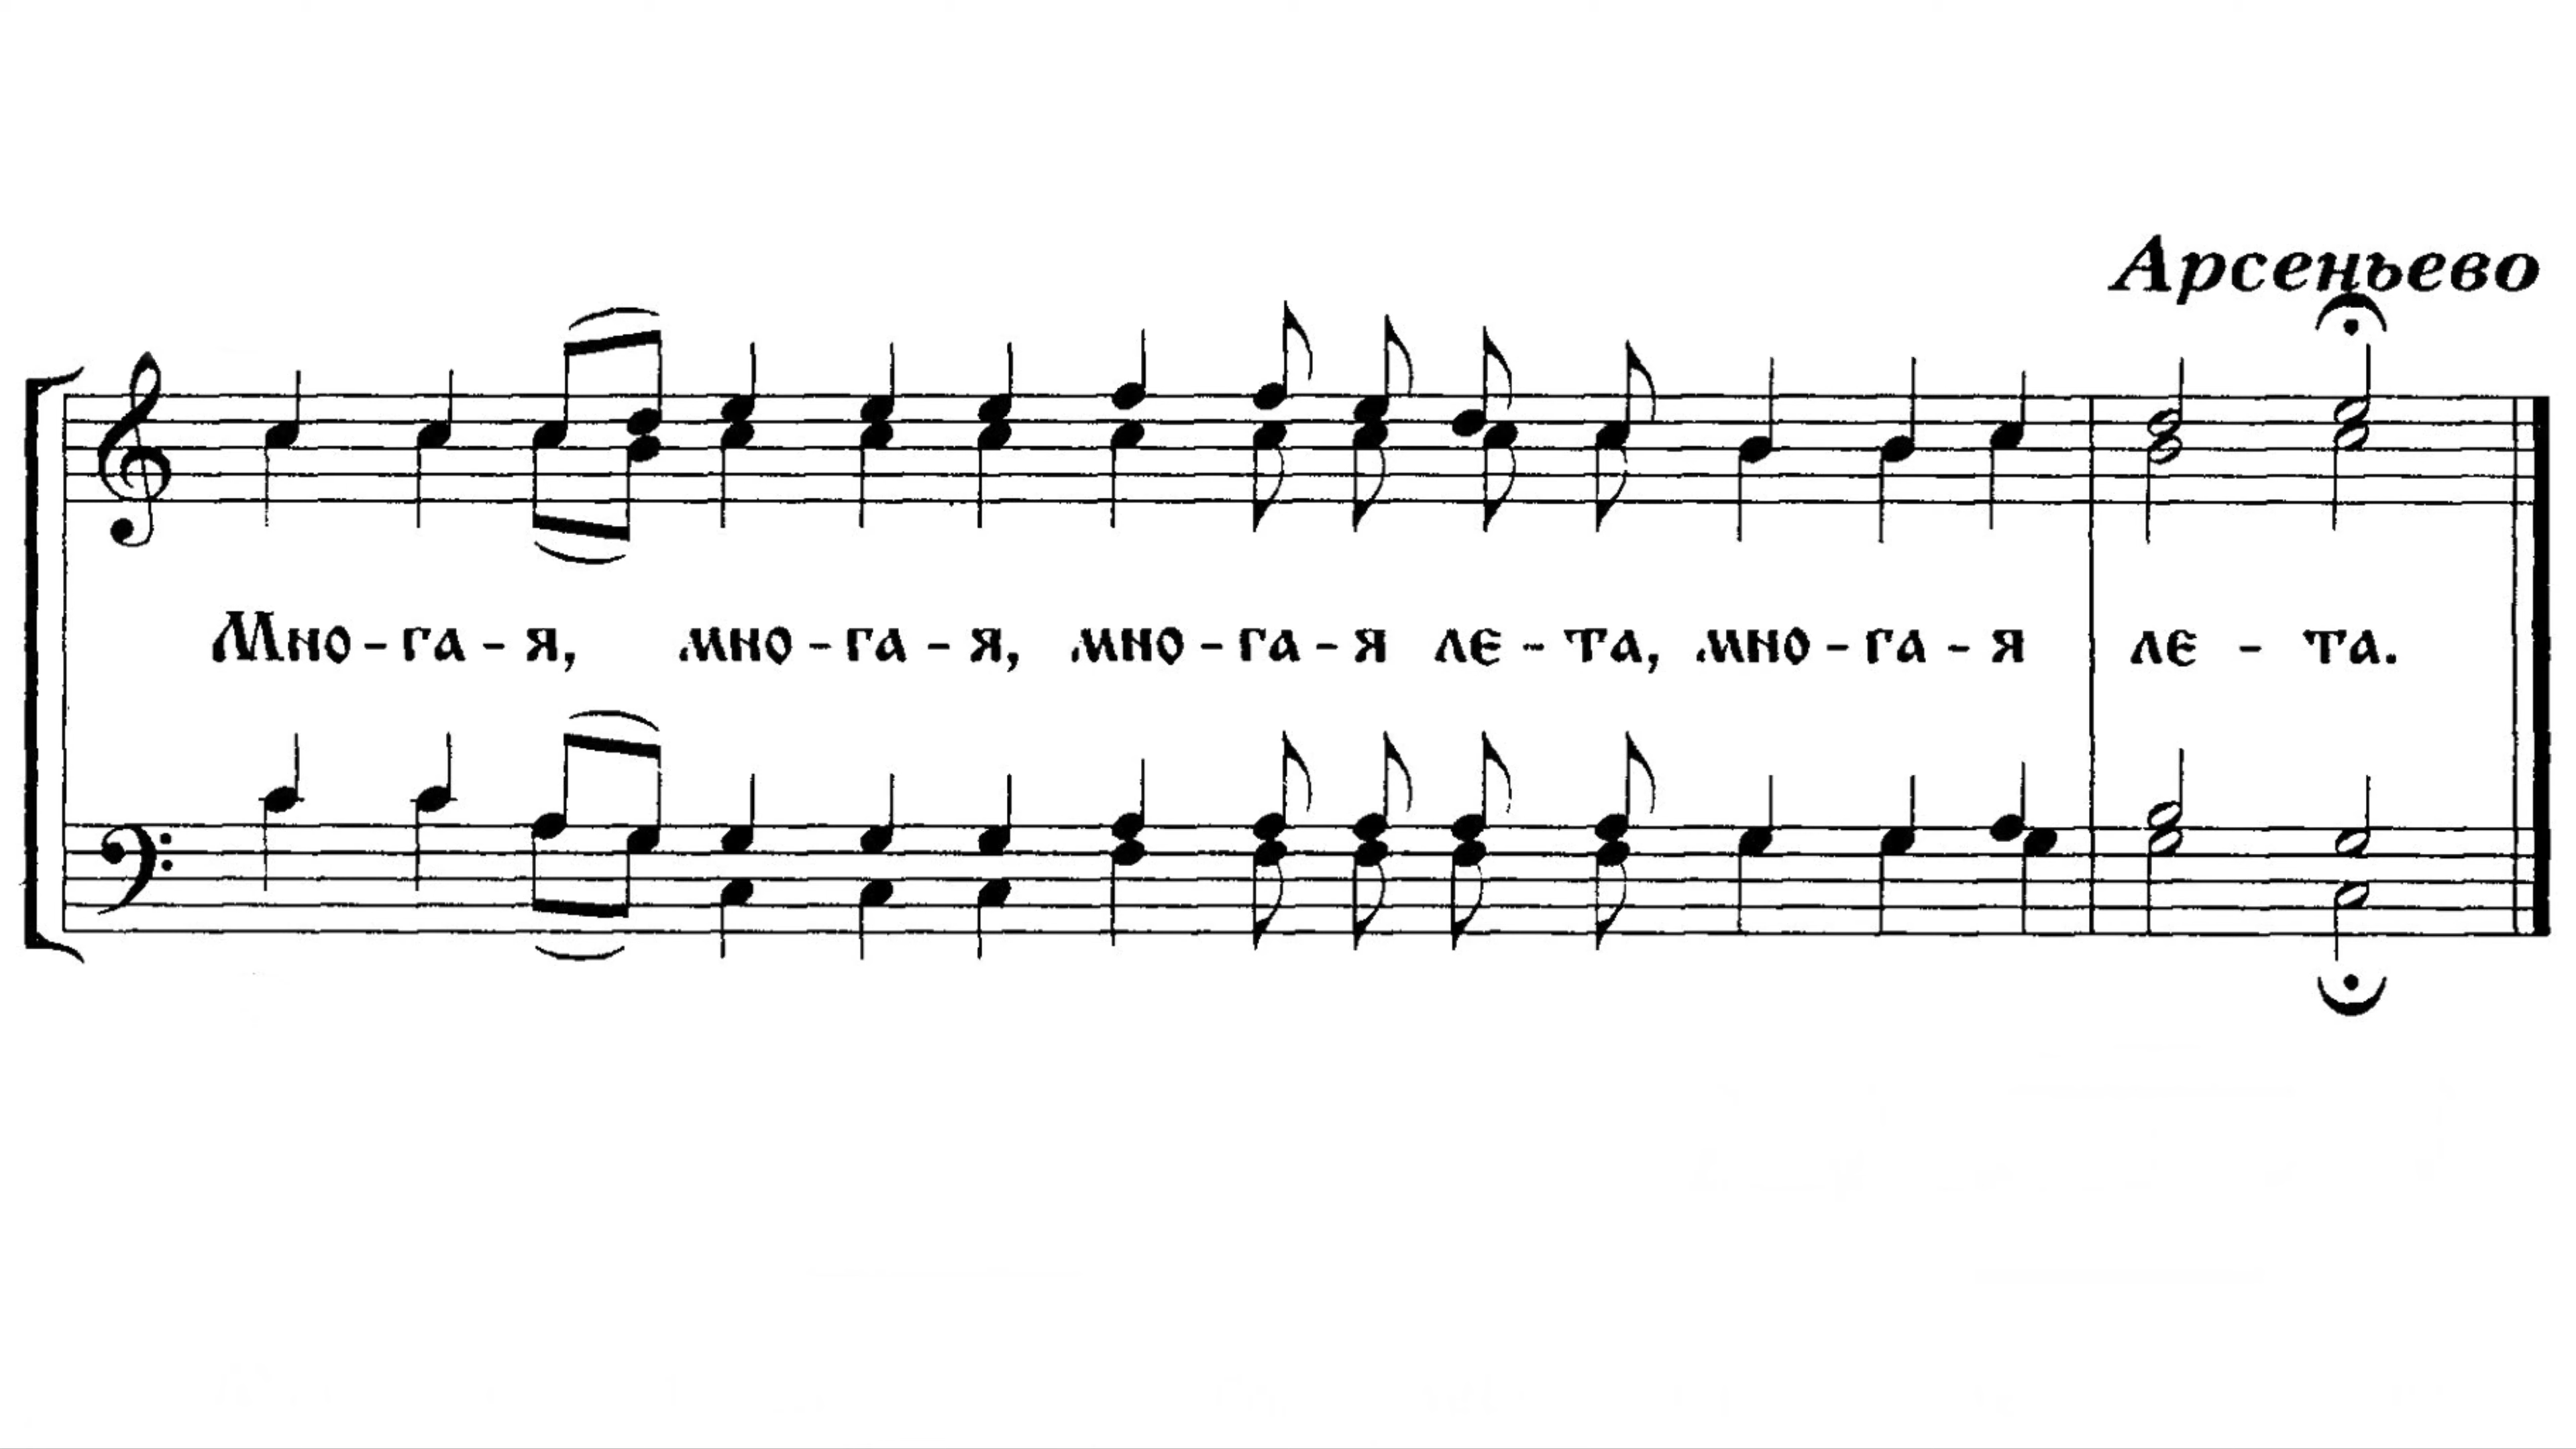 Арсеньево
Мно - га - я, мно - га - я, мно - га - я ле - та, мно - га - я ле - та.